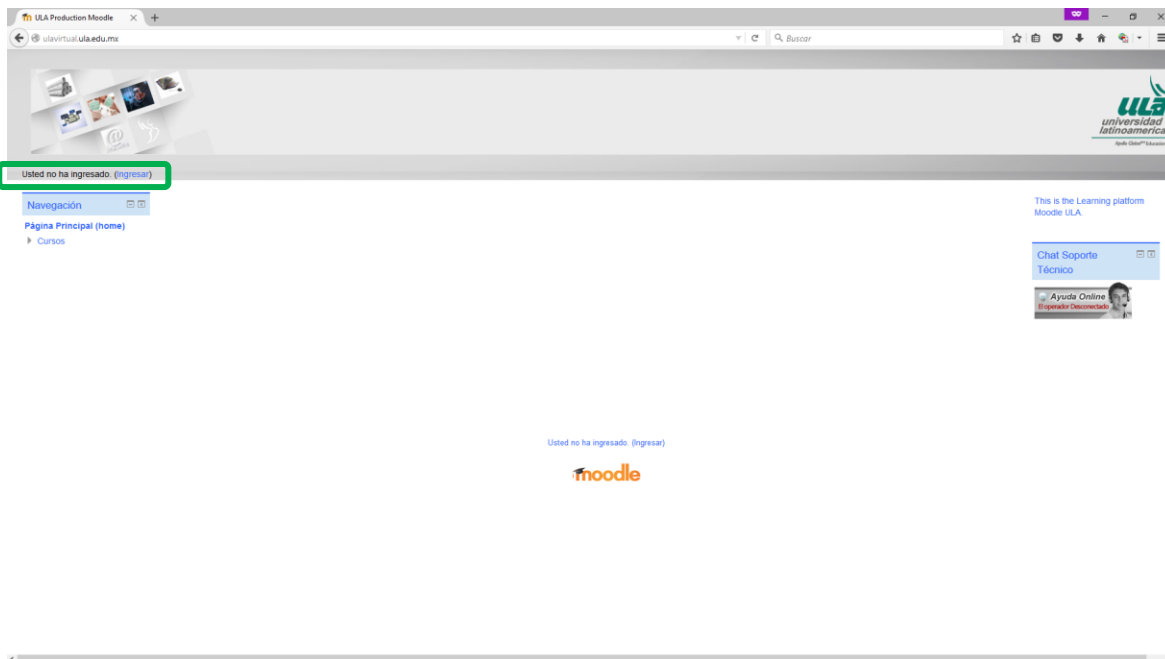 ULA Production Moodle
ulavirtual.ula.edu.mx
Buscar
ula
universidad
latinoamerica
Usted no ha ingresado. (Ingresar)
Navegación
Página Principal (home)
Cursos
This is the Learning platform
Moodle ULA.
Chat Soporte
Técnico
Ayuda Online
El operador Desconectado
Usted no ha ingresado. (Ingresar)
moodle